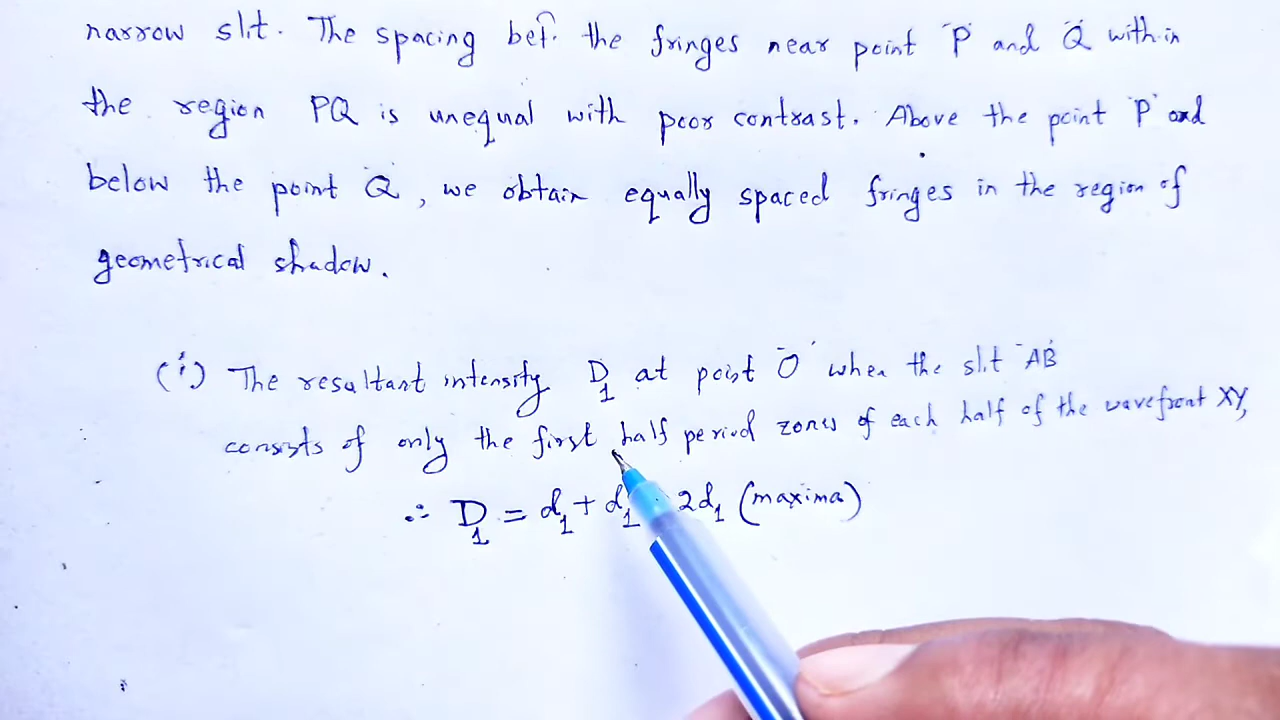 narrow slit. The spacing bet. the fringes near point 'P' and 'Q' within
the region PQ is unequal with poor contrast. Above the point 'P' and
below the point 'Q', we obtain equally spaced fringes in the region of
geometrical shadow.
(i) The resultant intensity D₁ at point 'O' when the slit 'AB'
consists of only the first half period zones of each half of the wavefront XY,
∴ D₁ = d₁ + d₁ 2d₁ (maxima)